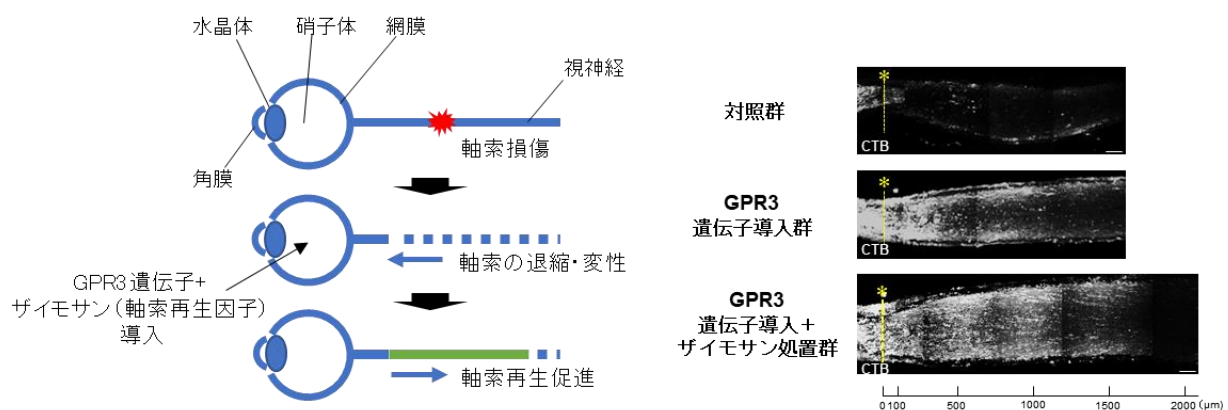 水晶体
硝子体
網膜
視神経
軸索損傷
角膜
GPR3遺伝子+
ザイモサン(軸索再生因子)
導入
軸索の退縮・変性
軸索再生促進
対照群
*
CTB
GPR3
遺伝子導入群
*
CTB
GPR3
遺伝子導入+
ザイモサン処置群
*
CTB
0 100 500 1000 1500 2000 (μm)